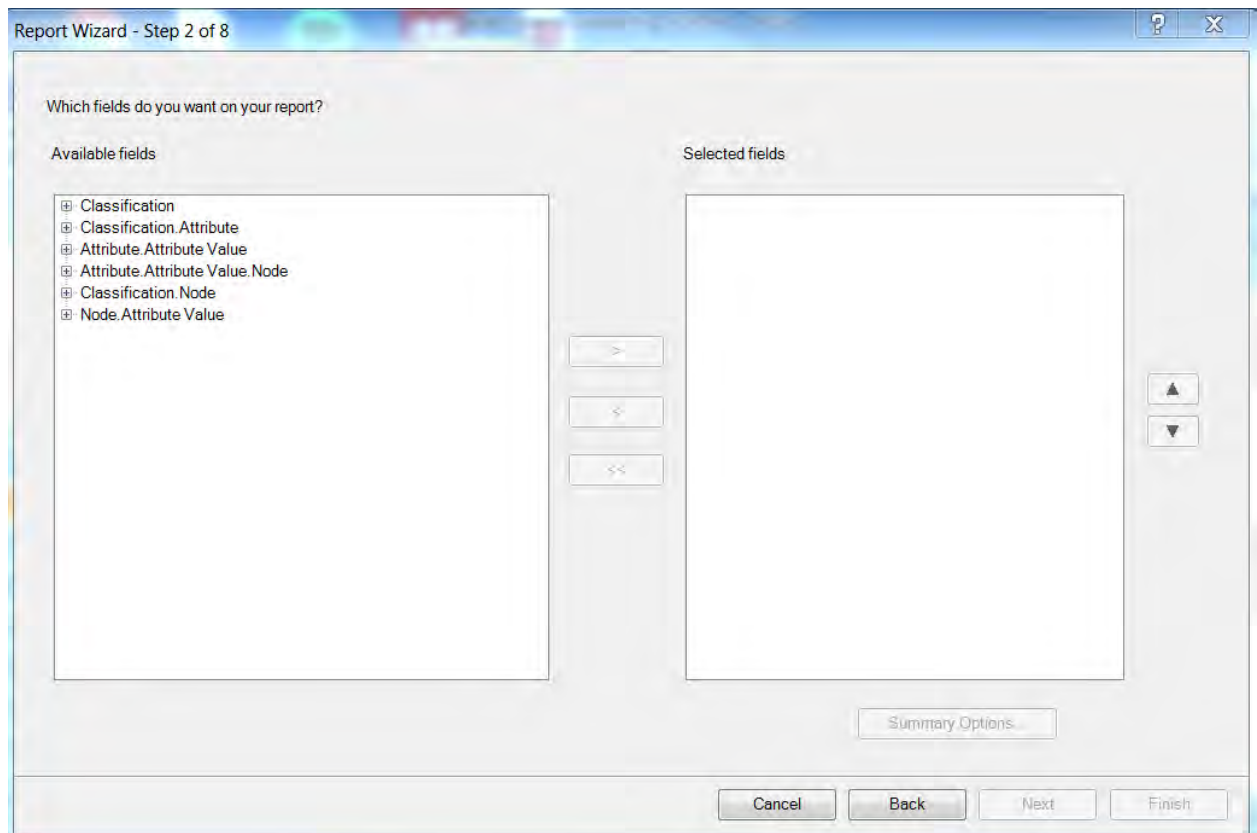 Report Wizard - Step 2 of 8
Which fields do you want on your report?
Available fields
Selected fields
Classification
Classification.Attribute
Attribute.Attribute Value
Attribute.Attribute Value.Node
Classification.Node
Node.Attribute Value
>
<
<<
Summary Options...
Cancel Back Next Finish